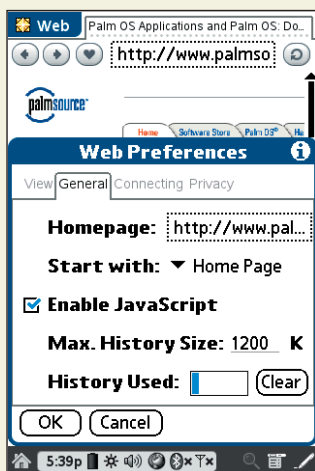 Web Palm OS Applications and Palm OS: Do...
http://www.palmso
palmsource
Home Software Store Palm OS® Ha
Web Preferences
View General Connecting Privacy
Homepage: http://www.pal...
Start with: Home Page
Enable JavaScript
Max. History Size: 1200 K
History Used: Clear
OK Cancel
5:39p